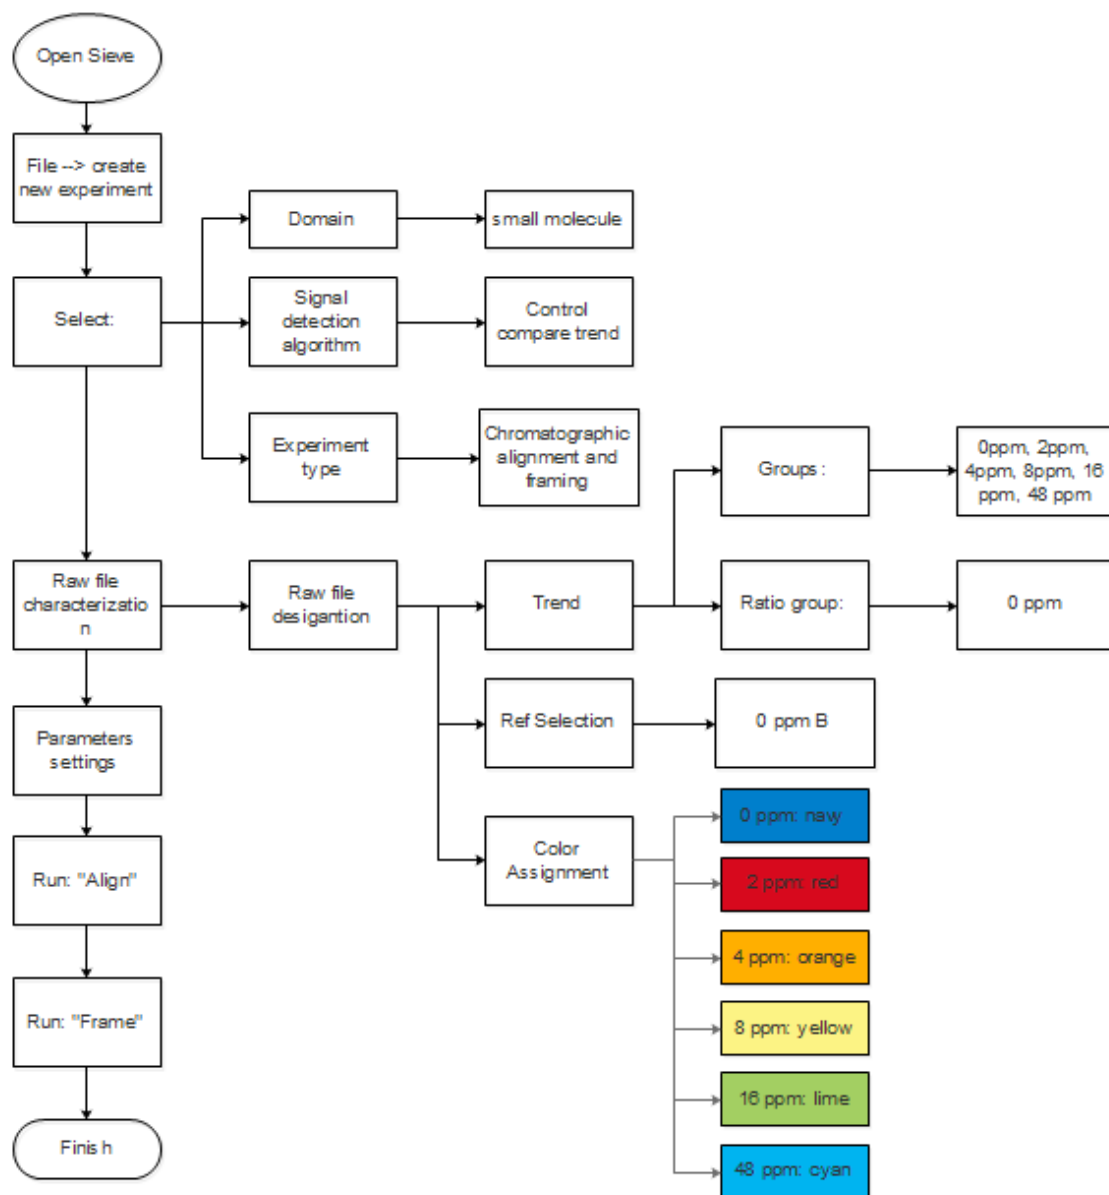 Open Sieve
File --> create
new experiment
Select:
Domain
small molecule
Signal
detection
algorithm
Control
compare trend
Experiment
type
Chromatographic
alignment and
framing
Groups:
0ppm, 2ppm,
4ppm, 8ppm, 16
ppm, 48 ppm
Raw file
characterizatio
n
Raw file
desigantion
Trend
Ratio group:
0 ppm
Ref Selection
0 ppm B
Parameters
settings
Color
Assignment
0 ppm: navy
2 ppm: red
4 ppm: orange
8 ppm: yellow
16 ppm: lime
48 ppm: cyan
Run: "Align"
Run: "Frame"
Finish